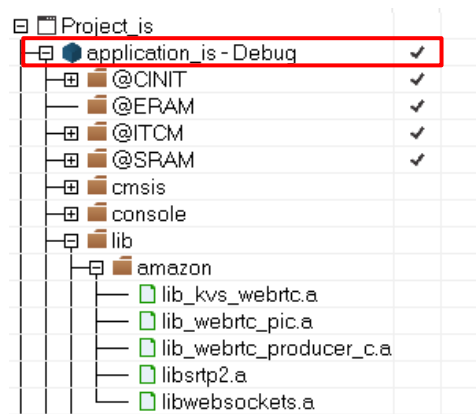 Project_is
application_is - Debug
@CINIT
@ERAM
@ITCM
@SRAM
cmsis
console
lib
amazon
lib_kvs_webrtc.a
lib_webrtc_pic.a
lib_webrtc_producer_c.a
libsrtp2.a
libwebsockets.a